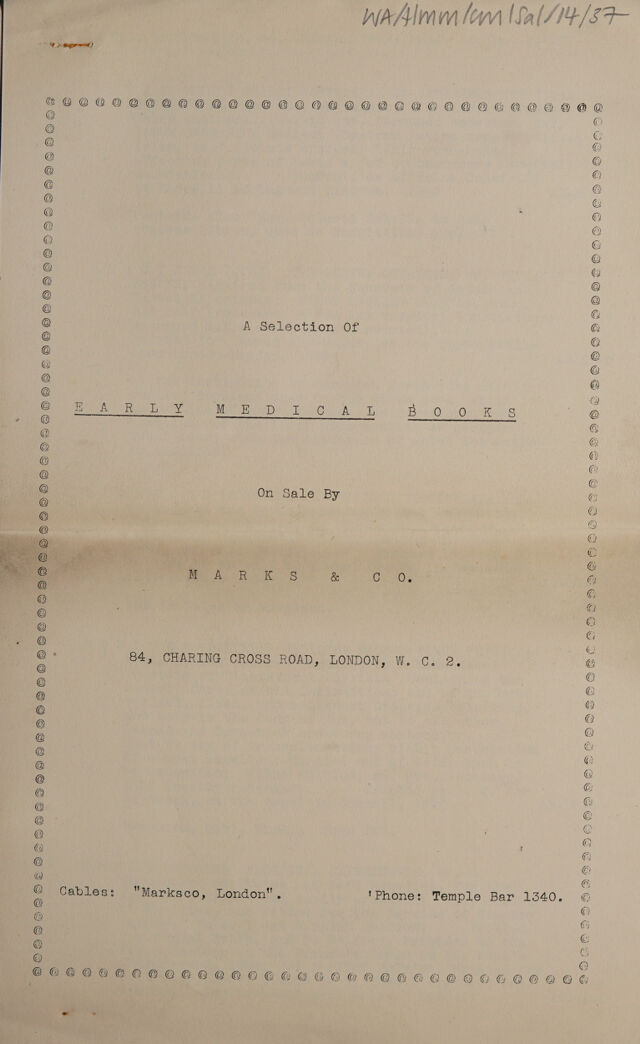 WA/HMM/CM/Sal/14/37
A Selection Of
E A R L Y M E D I C A L B O O K S
On Sale By
M A R K S & C O.
84, CHARING CROSS ROAD, LONDON, W. C. 2.
Cables: "Marksco, London". 'Phone: Temple Bar 1340.